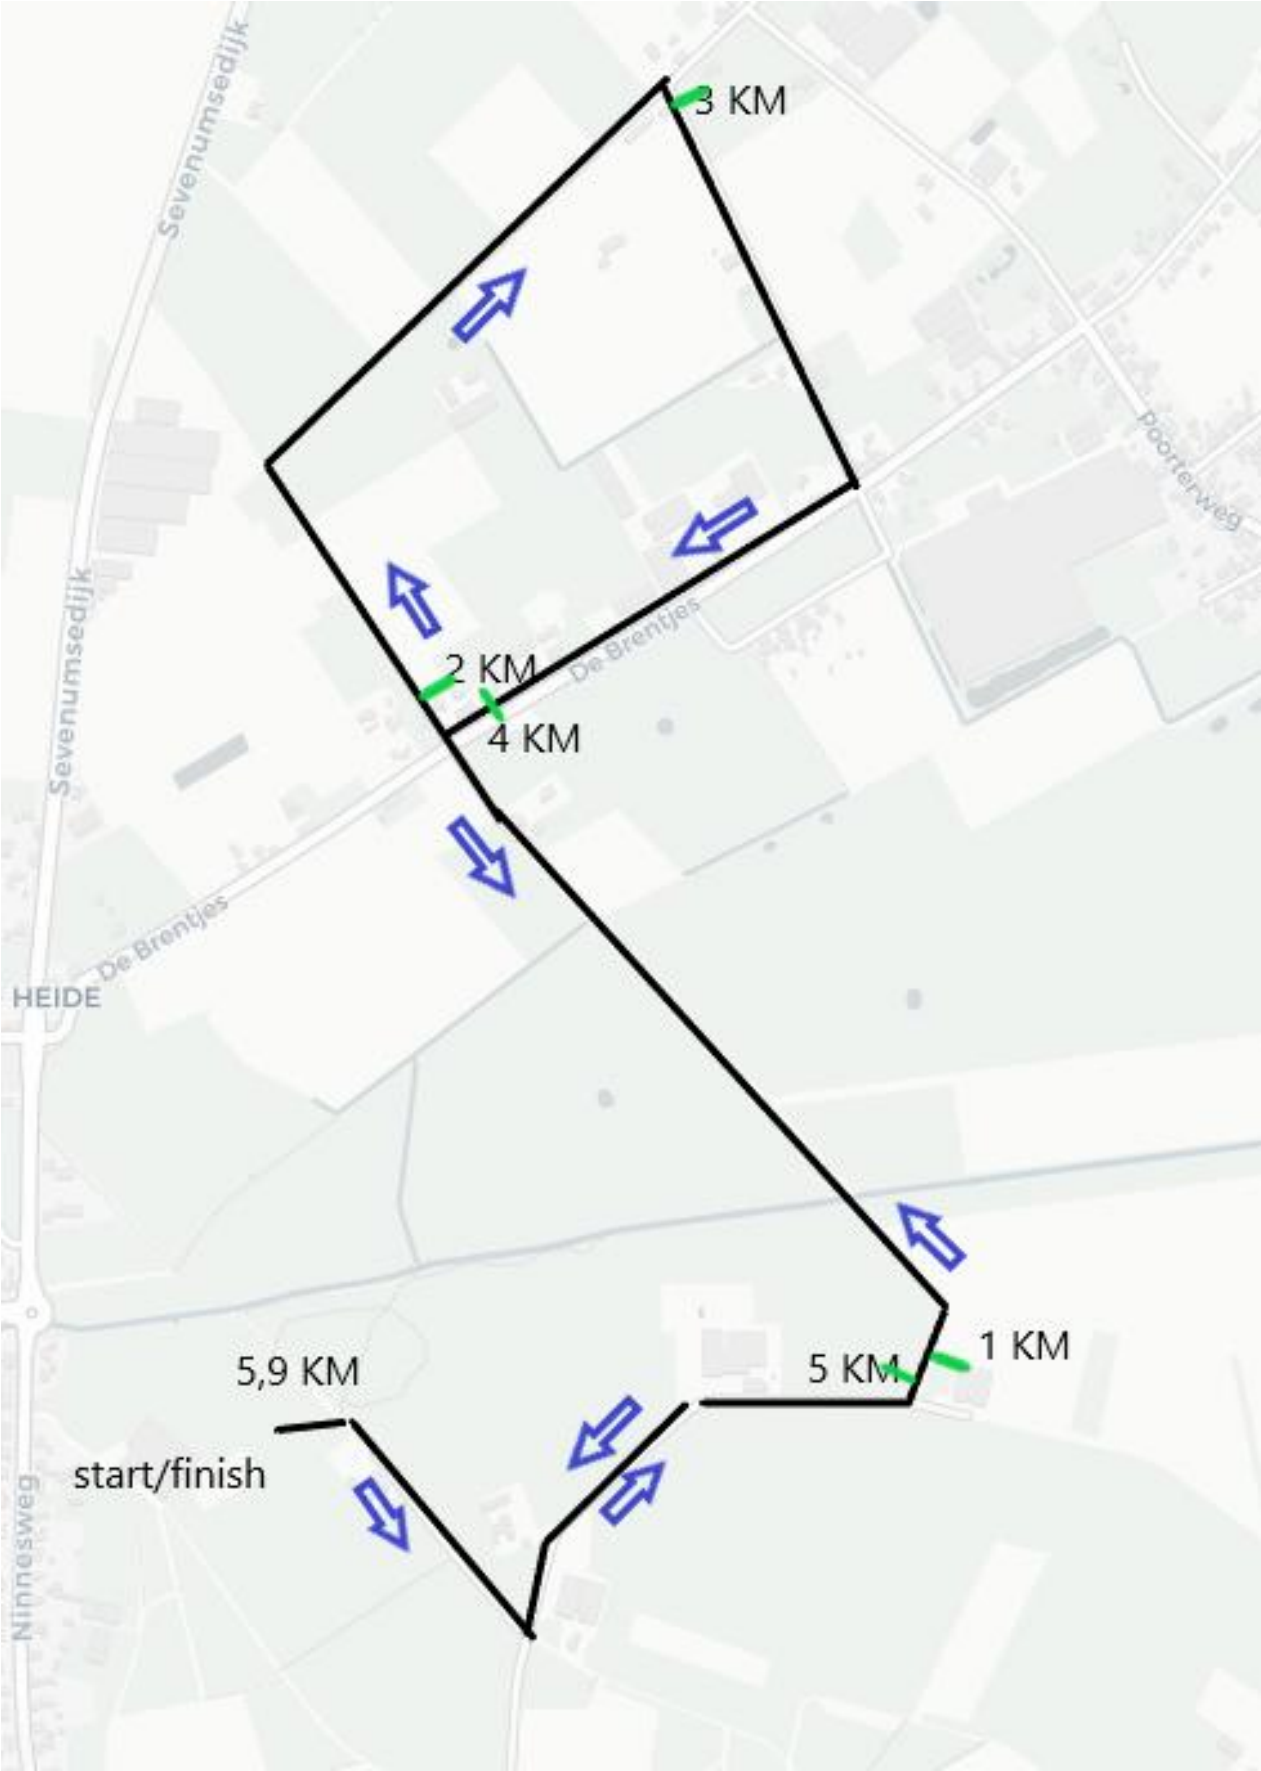 Sevenumsedijk
3 KM
Poorterweg
Sevenumsedijk
De Brentjes
2 KM
4 KM
De Brentjes
HEIDE
1 KM
5 KM
5,9 KM
start/finish
Ninnesweg